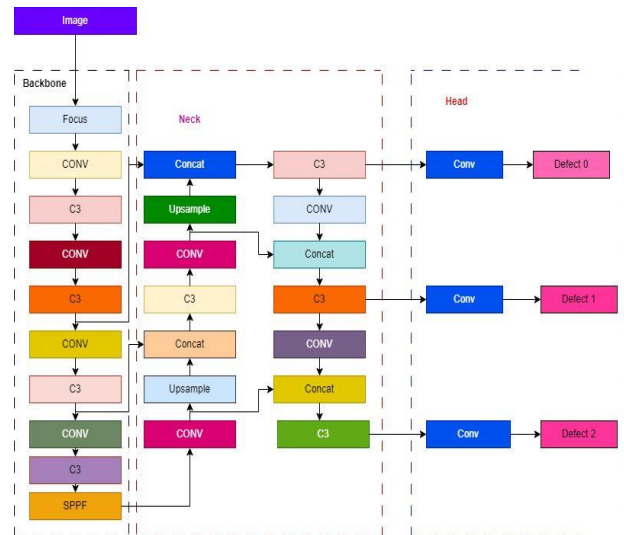 Image
Backbone
Focus
CONV
C3
CONV
C3
CONV
C3
CONV
C3
SPPF
Neck
Concat
Upsample
CONV
C3
Concat
Upsample
CONV
C3
CONV
Concat
C3
CONV
Concat
C3
Head
Conv
Defect 0
Conv
Defect 1
Conv
Defect 2